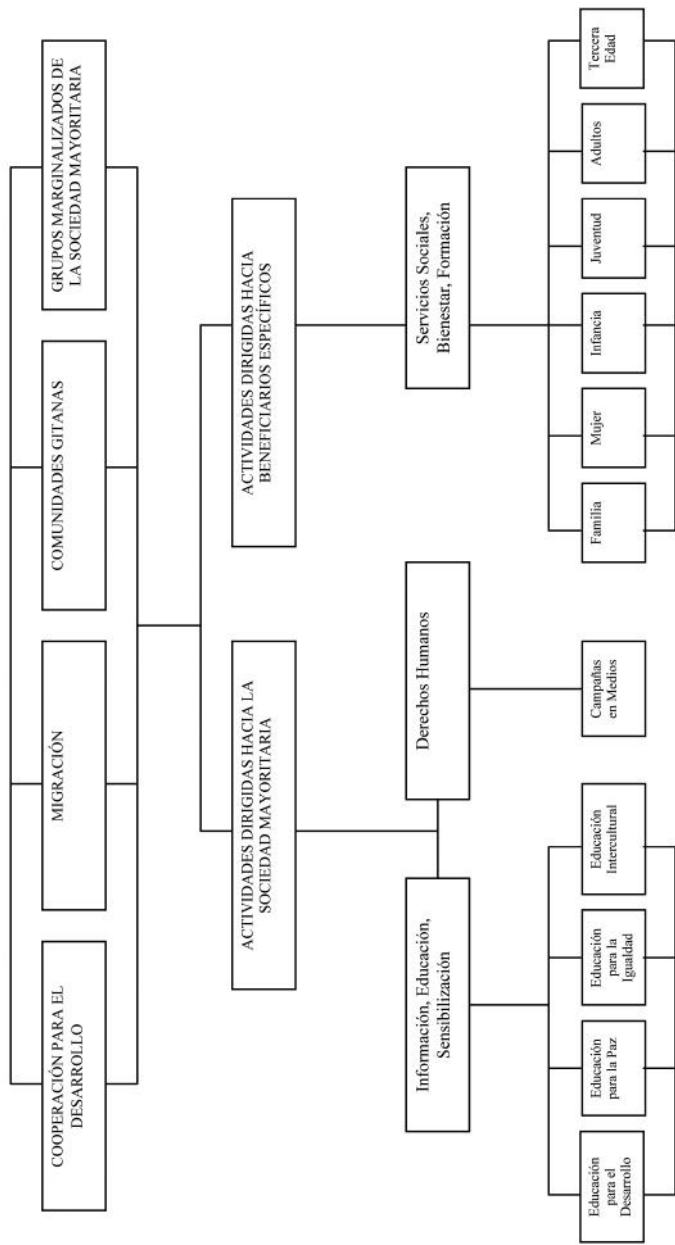 COOPERACIÓN PARA EL
DESARROLLO
MIGRACIÓN
COMUNIDADES GITANAS
GRUPOS MARGINALIZADOS DE
LA SOCIEDAD MAYORITARIA
ACTIVIDADES DIRIGIDAS HACIA LA
SOCIEDAD MAYORITARIA
ACTIVIDADES DIRIGIDAS HACIA
BENEFICIARIOS ESPECÍFICOS
Información, Educación,
Sensibilización
Derechos Humanos
Servicios Sociales,
Bienestar, Formación
Educación
para el
Desarrollo
Educación
para la Paz
Educación
para la
Igualdad
Educación
Intercultural
Campañas
en Medios
Familia
Mujer
Infancia
Juventud
Adultos
Tercera
Edad